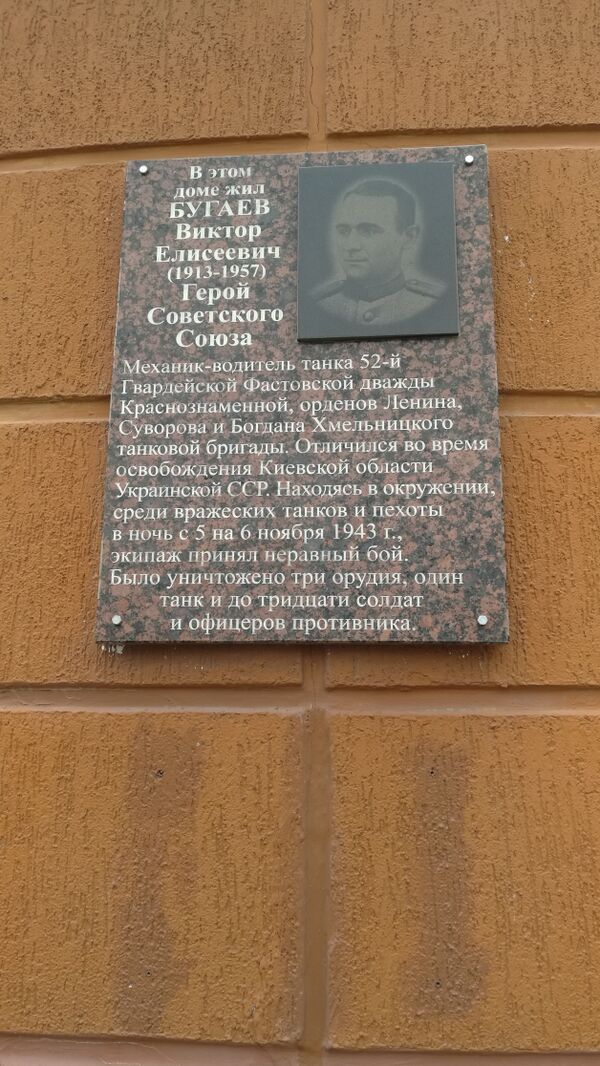 В этом
доме жил
БУГАЕВ
Виктор
Елисеевич
(1913-1957)
Герой
Советского
Союза
Механик-водитель танка 52-й
Гвардейской Фастовской дважды
Краснознаменной, орденов Ленина,
Суворова и Богдана Хмельницкого
танковой бригады. Отличился во время
освобождения Киевской области
Украинской ССР. Находясь в окружении,
среди вражеских танков и пехоты
в ночь с 5 на 6 ноября 1943 г.,
экипаж принял неравный бой.
Было уничтожено три орудия, один
танк и до тридцати солдат
и офицеров противника.